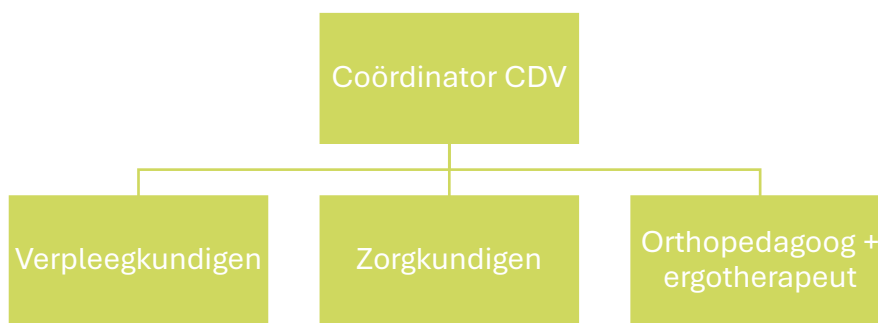 Coördinator CDV
Verpleegkundigen
Zorgkundigen
Orthopedagoog +
ergotherapeut